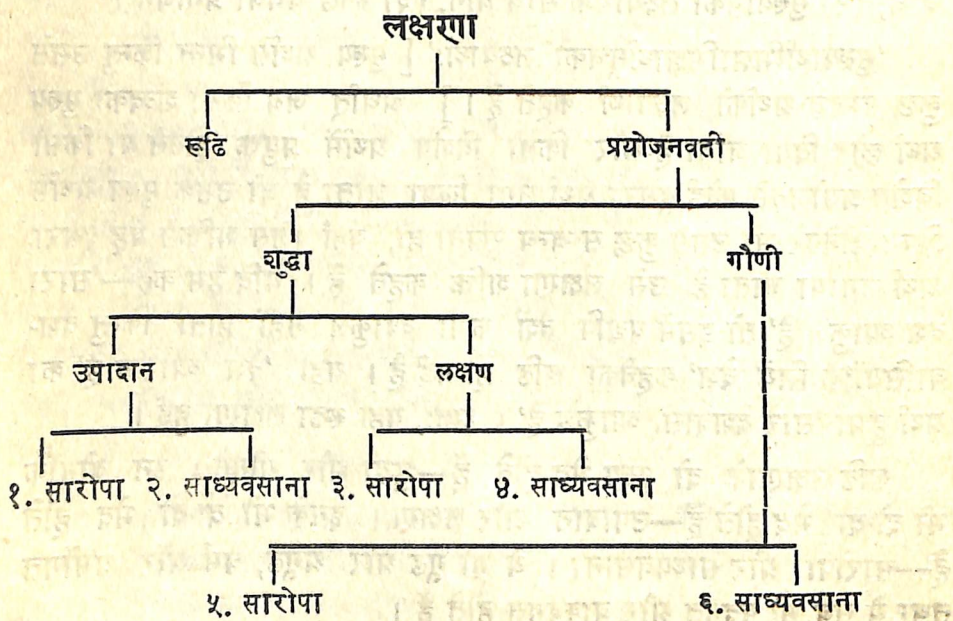 लक्षणा
रूढि प्रयोजनवती
शुद्धा गौणी
उपादान लक्षण
१. सारोपा २. साध्यवसाना ३. सारोपा ४. साध्यवसाना
५. सारोपा ६. साध्यवसाना